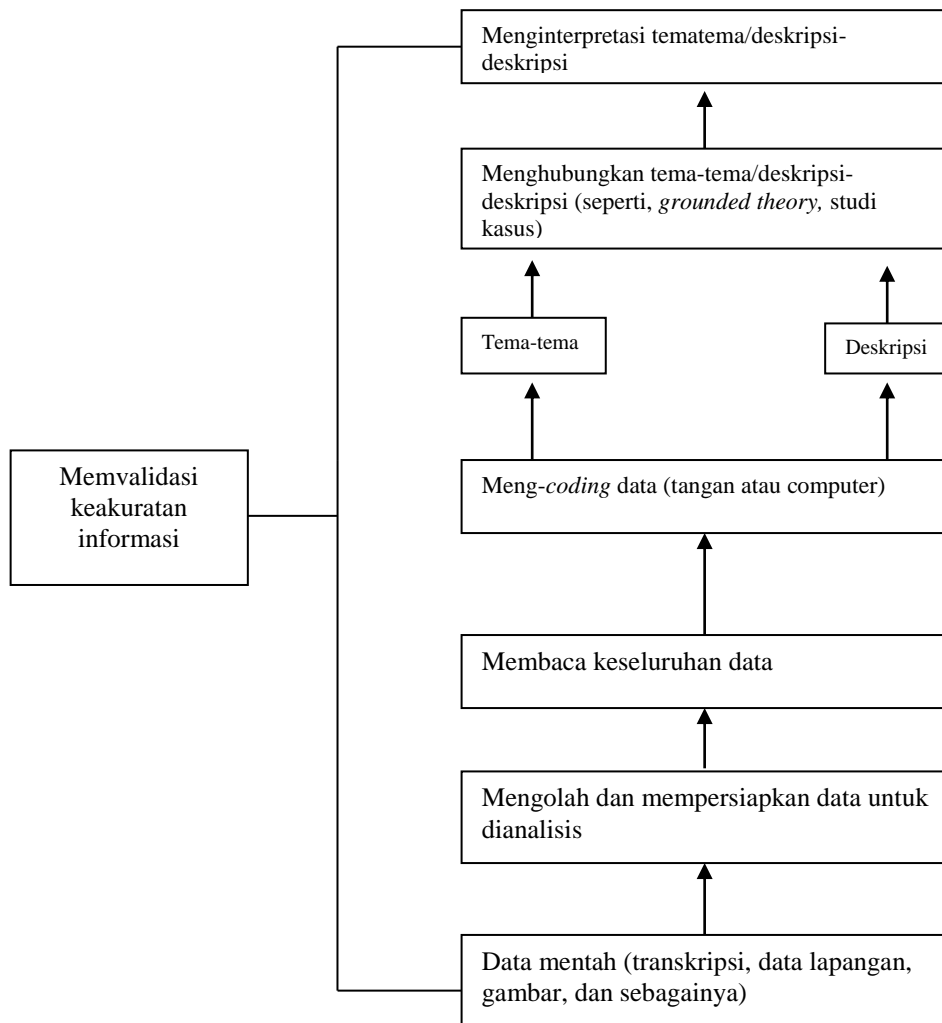 Menginterpretasi tematema/deskripsi-
deskripsi
Menghubungkan tema-tema/deskripsi-
deskripsi (seperti, grounded theory, studi
kasus)
Tema-tema
Deskripsi
Memvalidasi
keakuratan
informasi
Meng-coding data (tangan atau computer)
Membaca keseluruhan data
Mengolah dan mempersiapkan data untuk
dianalisis
Data mentah (transkripsi, data lapangan,
gambar, dan sebagainya)